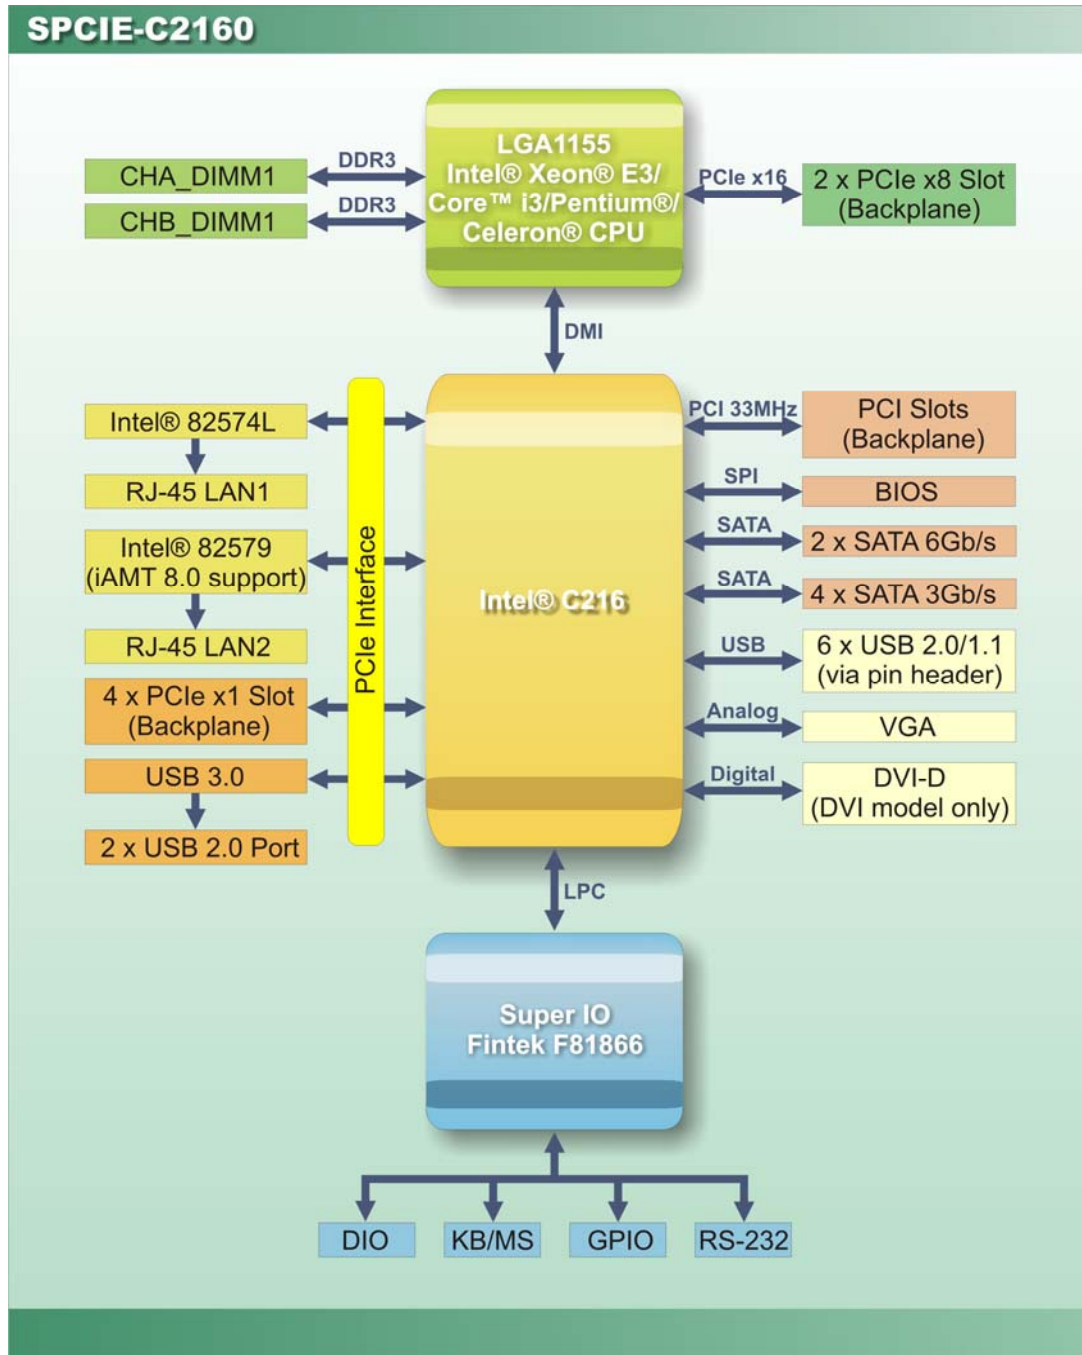 SPCIE-C2160
LGA1155
Intel® Xeon® E3/
Core™ i3/Pentium®/
Celeron® CPU
CHA_DIMM1
DDR3
CHB_DIMM1
DDR3
PCIe x16
2 x PCIe x8 Slot
(Backplane)
DMI
Intel® 82574L
RJ-45 LAN1
Intel® 82579
(iAMT 8.0 support)
RJ-45 LAN2
4 x PCIe x1 Slot
(Backplane)
USB 3.0
2 x USB 2.0 Port
PCIe Interface
Intel® C216
PCI 33MHz
PCI Slots
(Backplane)
SPI
BIOS
SATA
2 x SATA 6Gb/s
SATA
4 x SATA 3Gb/s
USB
6 x USB 2.0/1.1
(via pin header)
Analog
VGA
Digital
DVI-D
(DVI model only)
LPC
Super IO
Fintek F81866
DIO
KB/MS
GPIO
RS-232